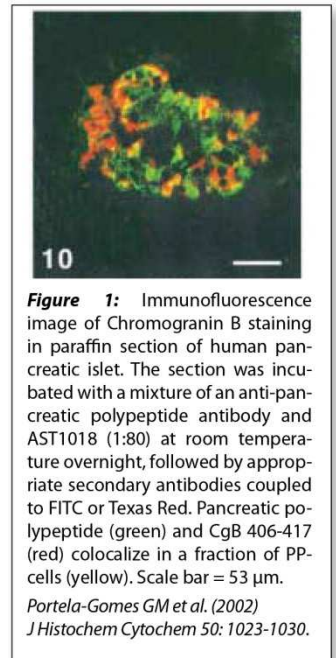 10
Figure 1: Immunofluorescence
image of Chromogranin B staining
in paraffin section of human pan-
creatic islet. The section was incu-
bated with a mixture of an anti-pan-
creatic polypeptide antibody and
AST1018 (1:80) at room tempera-
ture overnight, followed by approp-
riate secondary antibodies coupled
to FITC or Texas Red. Pancreatic po-
lypeptide (green) and CgB 406-417
(red) colocalize in a fraction of PP-
cells (yellow). Scale bar = 53 μm.
Portela-Gomes GM et al. (2002)
J Histochem Cytochem 50: 1023-1030.